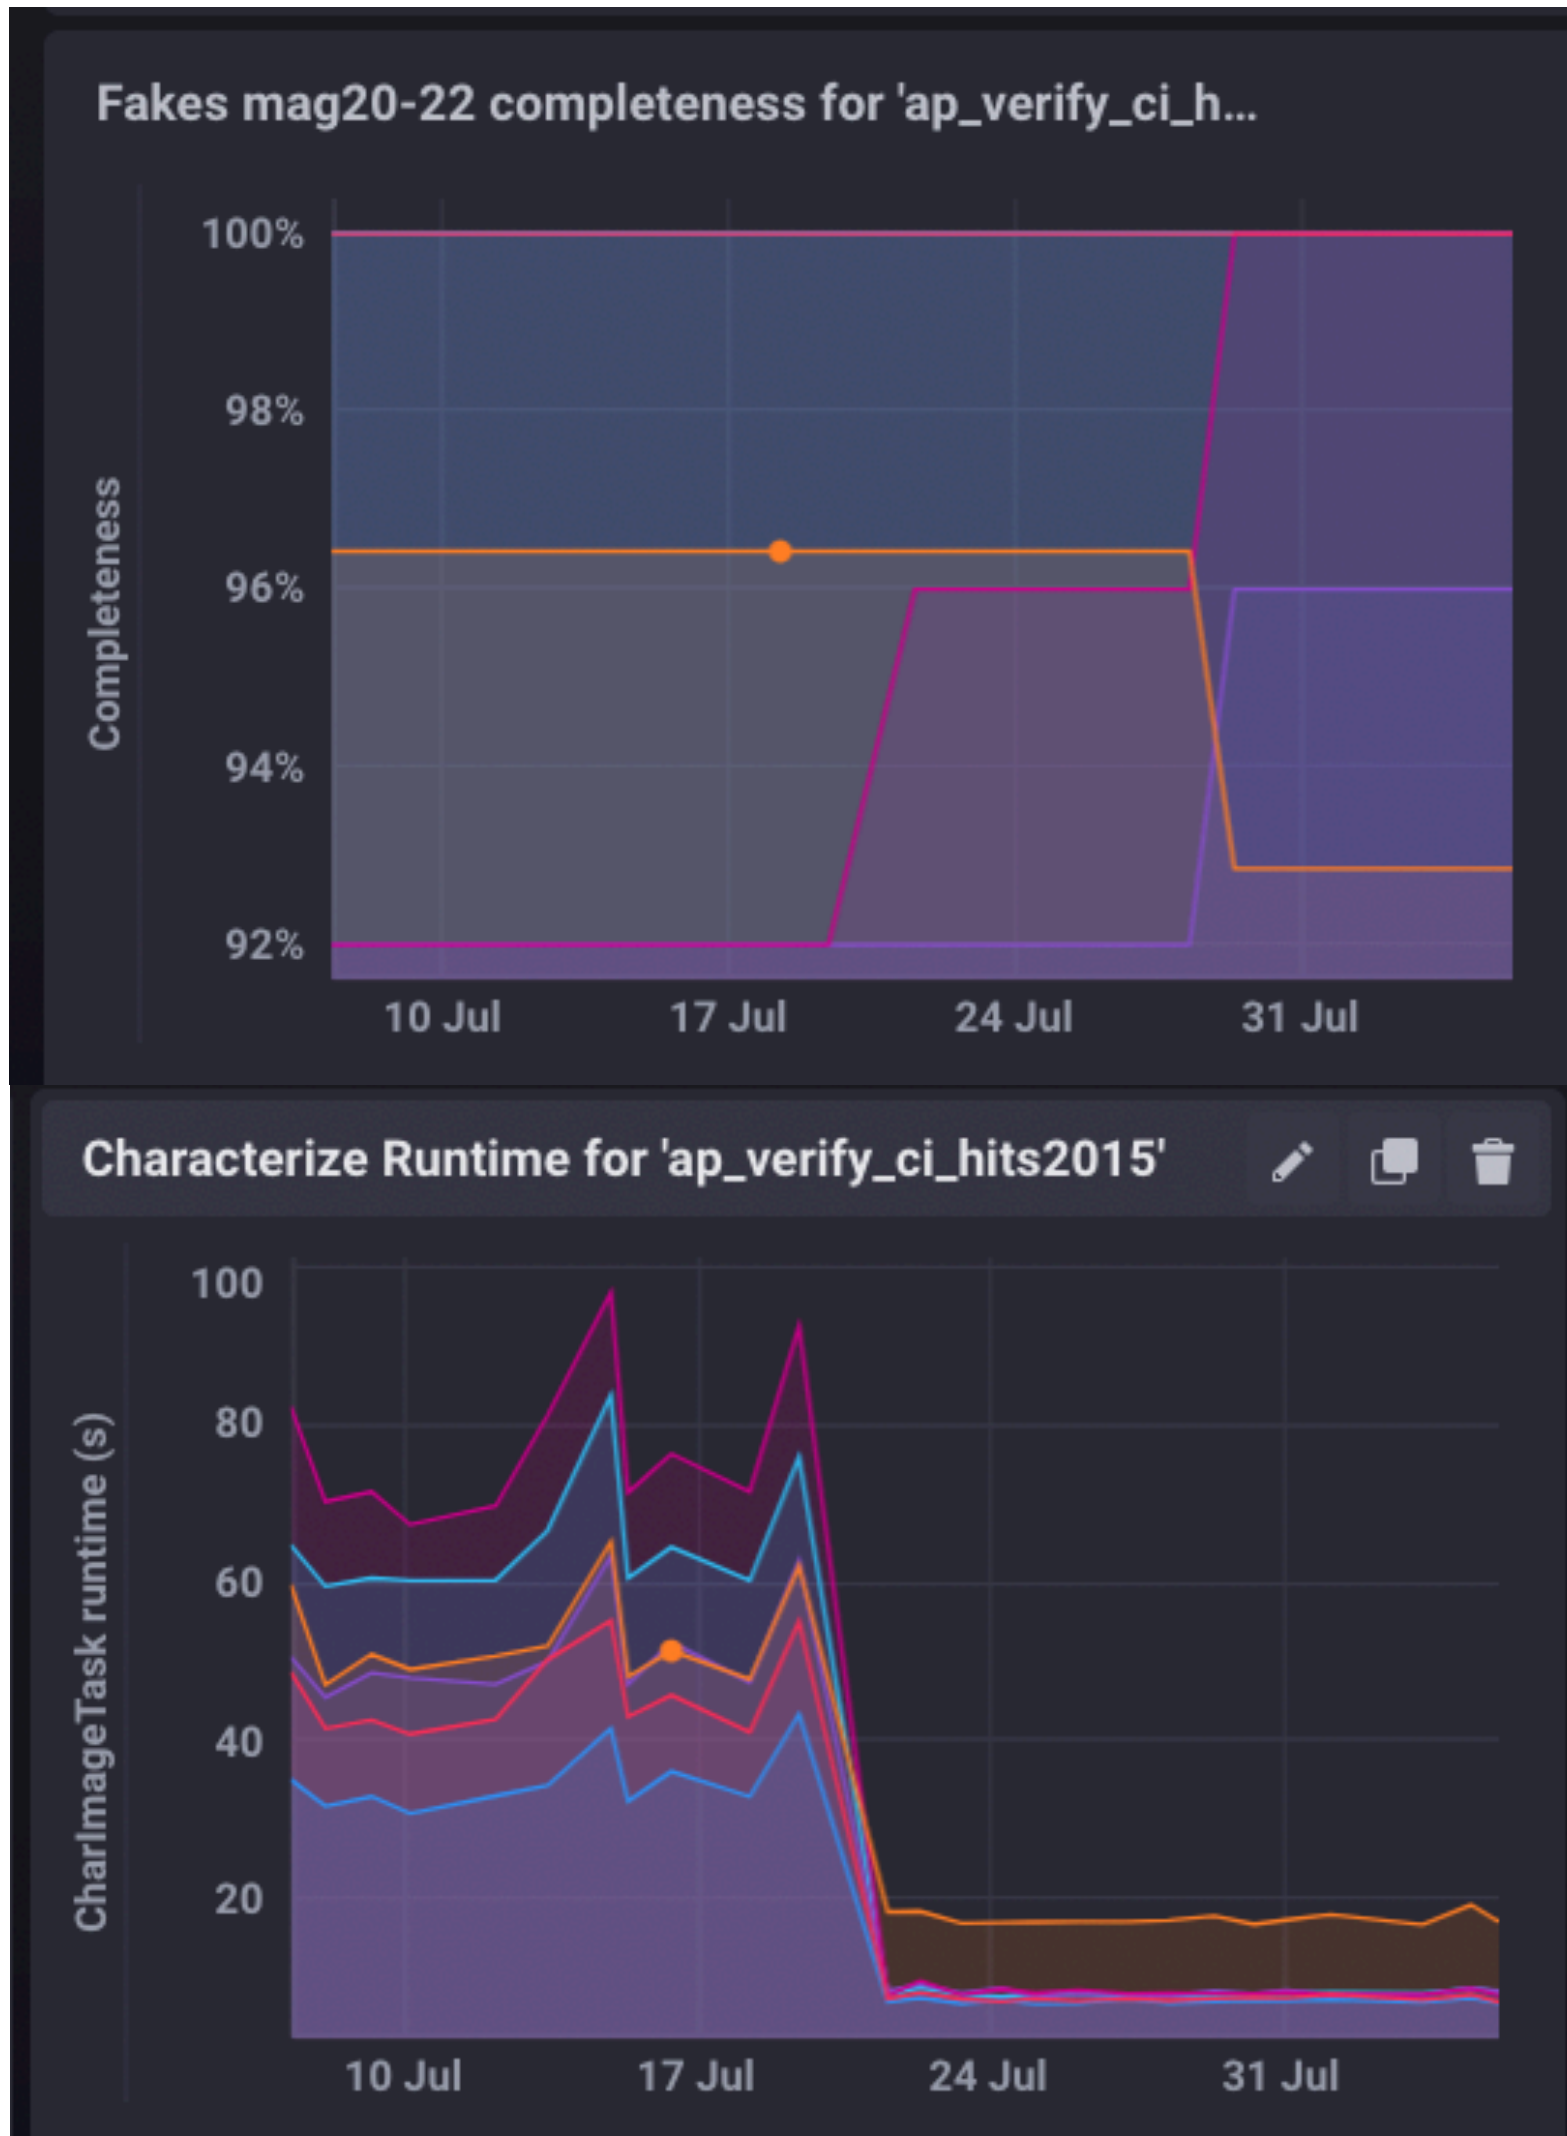 Fakes mag20-22 completeness for 'ap_verify_ci_h...
100%
98%
96%
94%
92%
Completeness
10 Jul 17 Jul 24 Jul 31 Jul
Characterize Runtime for 'ap_verify_ci_hits2015'
100
80
60
40
20
CharImageTask runtime (s)
10 Jul 17 Jul 24 Jul 31 Jul